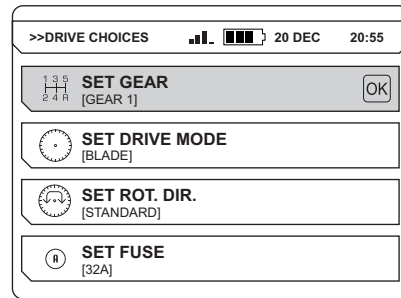 >>DRIVE CHOICES 20 DEC 20:55
1 3 5
2 4 R
SET GEAR
[GEAR 1]
OK
SET DRIVE MODE
[BLADE]
SET ROT. DIR.
[STANDARD]
A
SET FUSE
[32A]